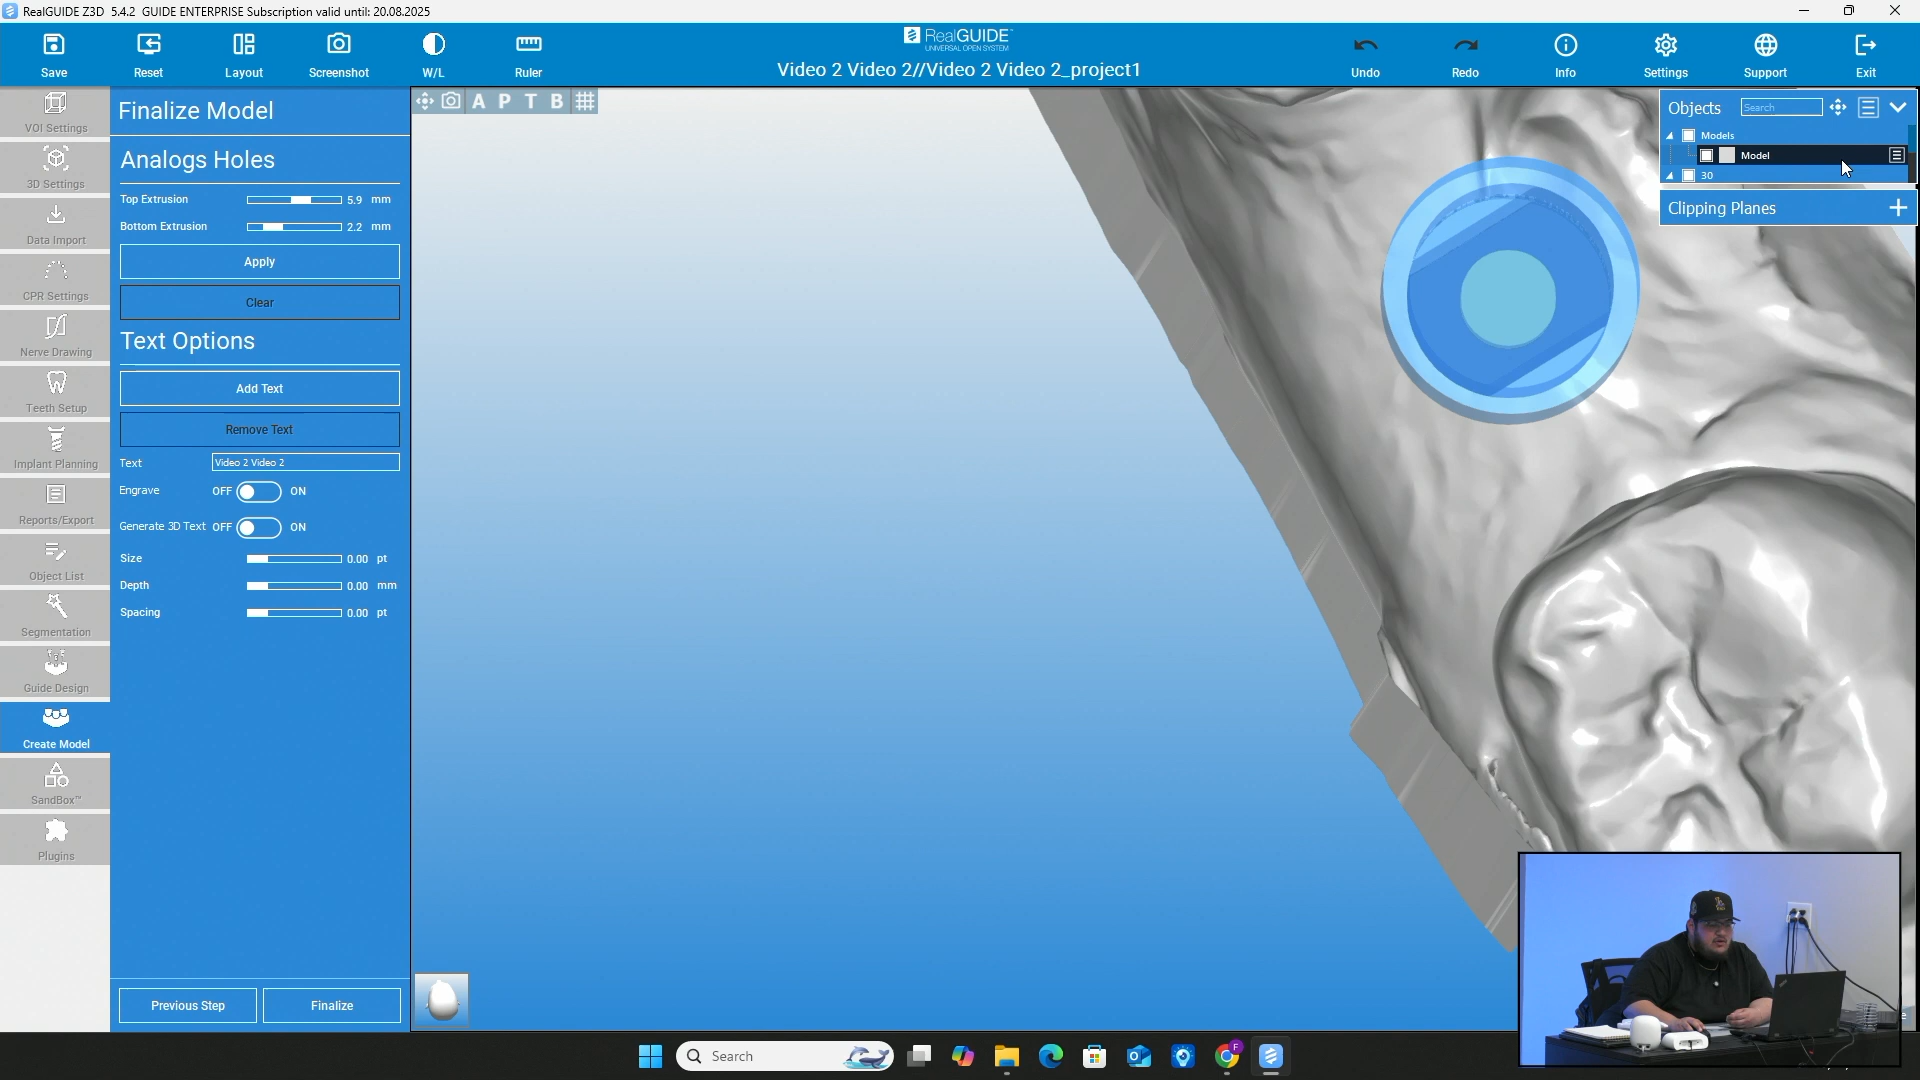 RealGUIDE Z3D 5.4.2 GUIDE ENTERPRISE Subscription valid until: 20.08.2025
Save
Reset
Layout
Screenshot
W/L
Ruler
RealGUIDE
UNIVERSAL OPEN SYSTEM
Video 2 Video 2//Video 2 Video 2_project1
Undo
Redo
Info
Settings
Support
Exit
VOI Settings
3D Settings
Data Import
CPR Settings
Nerve Drawing
Teeth Setup
Implant Planning
Reports/Export
Object List
Segmentation
Guide Design
Create Model
SandBox™
Plugins
Finalize Model
Analogs Holes
Top Extrusion 5.9 mm
Bottom Extrusion 2.2 mm
Apply
Clear
Text Options
Add Text
Remove Text
Text Video 2 Video 2
Engrave OFF ON
Generate 3D Text OFF ON
Size 0.00 pt
Depth 0.00 mm
Spacing 0.00 pt
Previous Step
Finalize
A P T B
Objects Search
Models
Model
30
Clipping Planes
Search